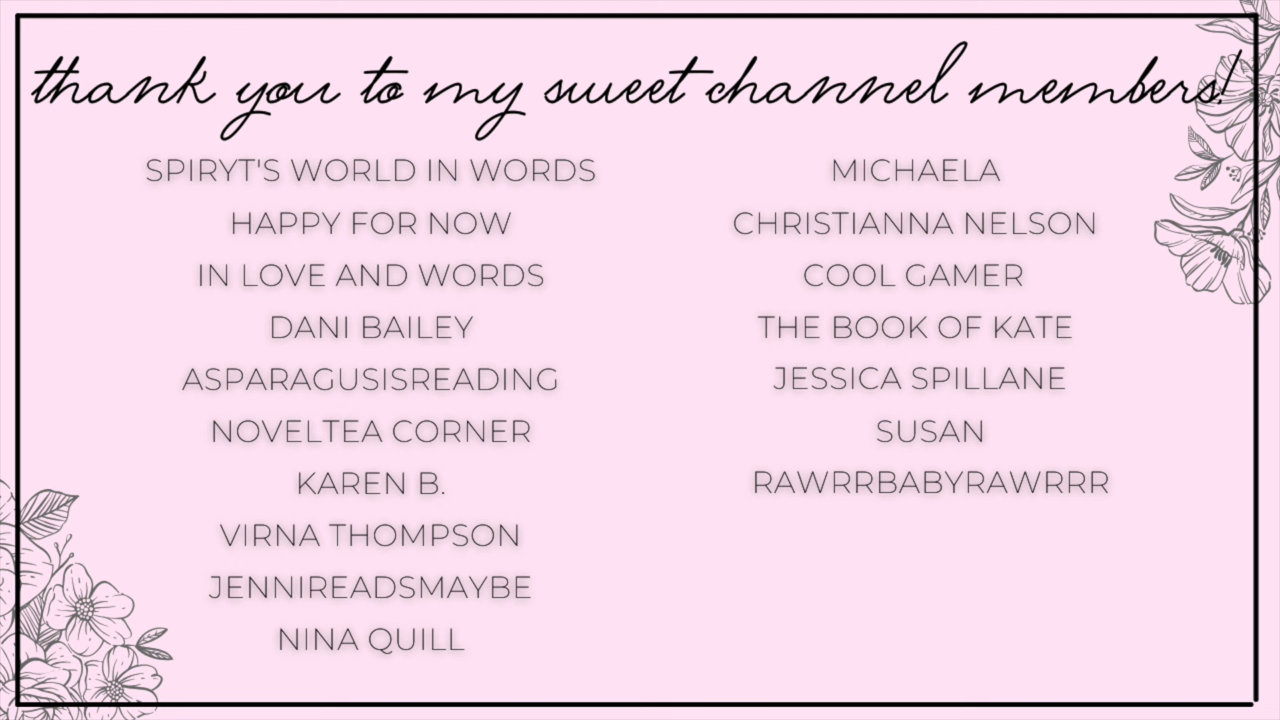 thank you to my sweet channel members!
SPIRYT'S WORLD IN WORDS
HAPPY FOR NOW
IN LOVE AND WORDS
DANI BAILEY
ASPARAGUSISREADING
NOVELTEA CORNER
KAREN B.
VIRNA THOMPSON
JENNIREADSMAYBE
NINA QUILL
MICHAELA
CHRISTIANNA NELSON
COOL GAMER
THE BOOK OF KATE
JESSICA SPILLANE
SUSAN
RAWRRBABYRAWRRR